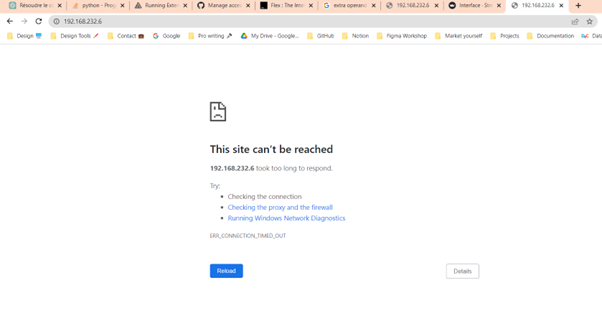 Résoudre le
python - Prog
Running Exter
Manage acces
Flex : The Inte
extra operand
192.168.232.6
Interface - Sim
192.168.232.6
192.168.232.6
Design
Design Tools
Contact
Google
Pro writing
My Drive - Google...
GitHub
Notion
Figma Workshop
Market yourself
Projects
Documentation
Data
This site can't be reached
192.168.232.6 took too long to respond.
Try:
• Checking the connection
• Checking the proxy and the firewall
• Running Windows Network Diagnostics
ERR_CONNECTION_TIMED_OUT
Reload
Details